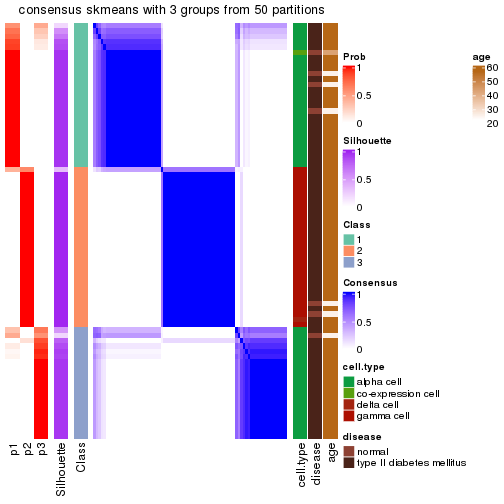 consensus skmeans with 3 groups from 50 partitions
Prob
1
0.5
0
age
60
50
40
30
20
Silhouette
1
0.5
0
Class
1
2
3
Consensus
1
0.5
0
cell.type
alpha cell
co-expression cell
delta cell
gamma cell
disease
normal
type II diabetes mellitus
p1
p2
p3
Silhouette
Class
cell.type
disease
age